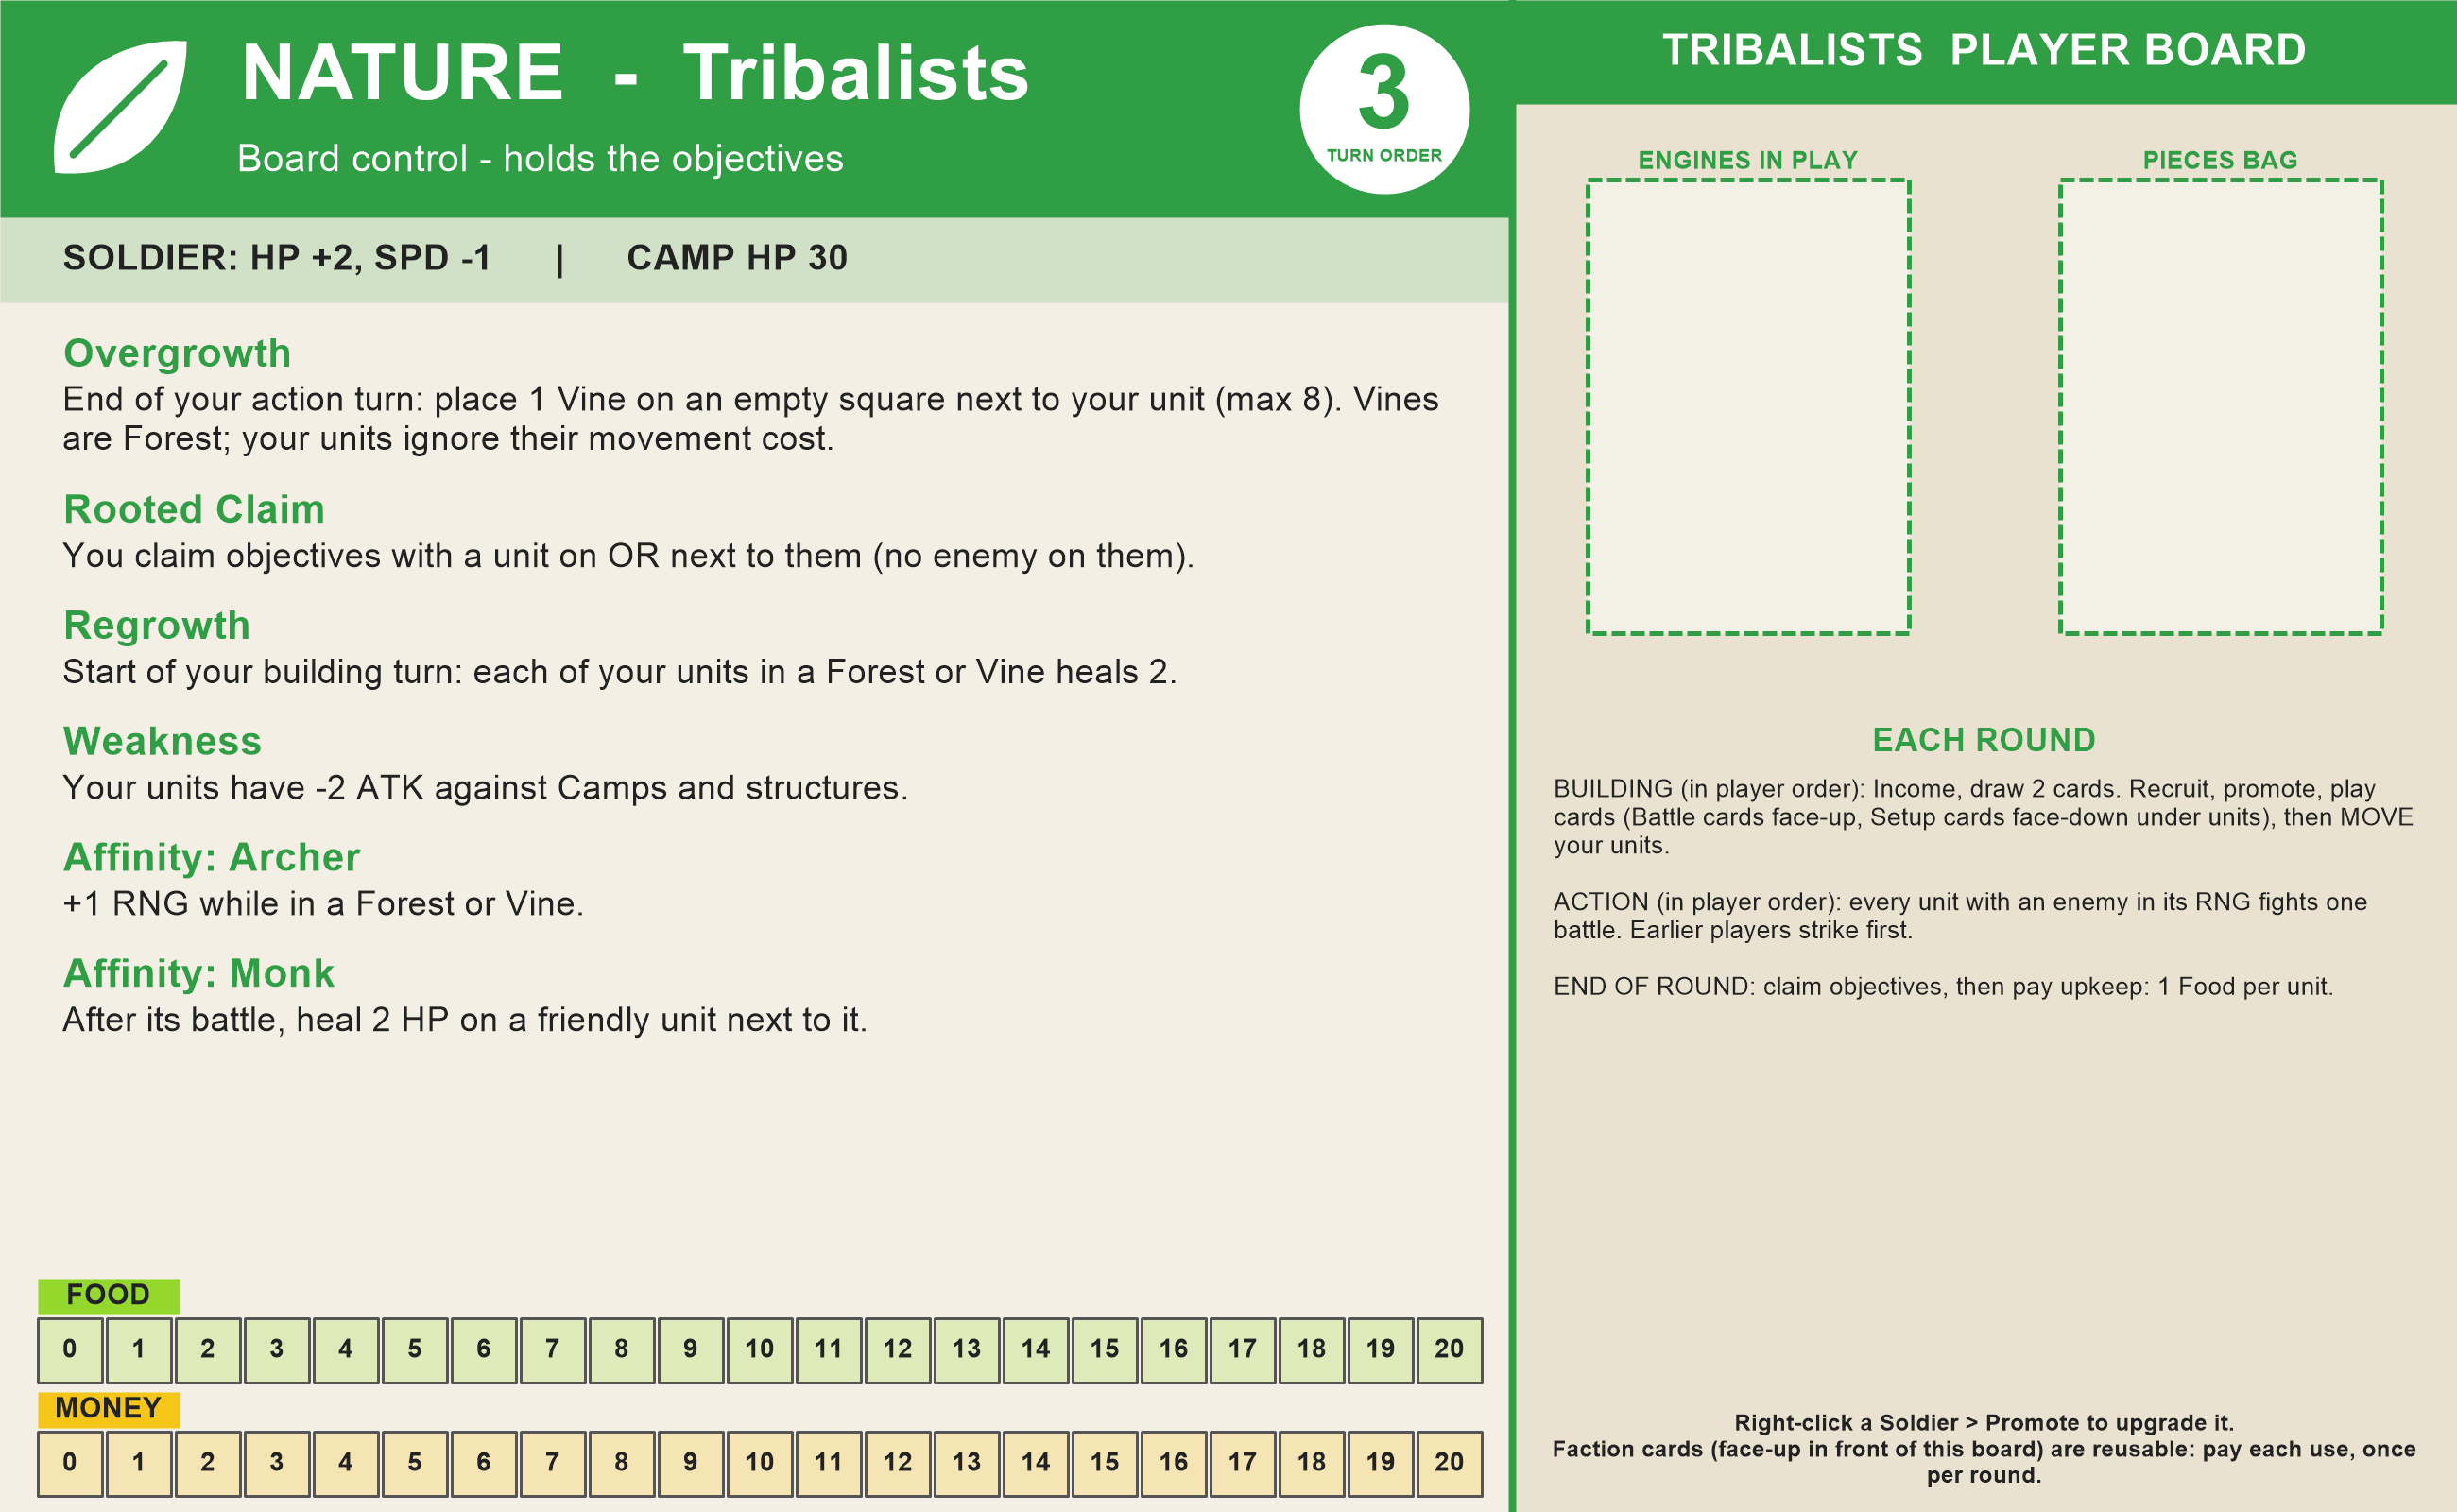 NATURE - Tribalists
Board control - holds the objectives
3
TURN ORDER
SOLDIER: HP +2, SPD -1 | CAMP HP 30
Overgrowth
End of your action turn: place 1 Vine on an empty square next to your unit (max 8). Vines
are Forest; your units ignore their movement cost.
Rooted Claim
You claim objectives with a unit on OR next to them (no enemy on them).
Regrowth
Start of your building turn: each of your units in a Forest or Vine heals 2.
Weakness
Your units have -2 ATK against Camps and structures.
Affinity: Archer
+1 RNG while in a Forest or Vine.
Affinity: Monk
After its battle, heal 2 HP on a friendly unit next to it.
FOOD
0 1 2 3 4 5 6 7 8 9 10 11 12 13 14 15 16 17 18 19 20
MONEY
0 1 2 3 4 5 6 7 8 9 10 11 12 13 14 15 16 17 18 19 20
TRIBALISTS PLAYER BOARD
ENGINES IN PLAY
PIECES BAG
EACH ROUND
BUILDING (in player order): Income, draw 2 cards. Recruit, promote, play
cards (Battle cards face-up, Setup cards face-down under units), then MOVE
your units.
ACTION (in player order): every unit with an enemy in its RNG fights one
battle. Earlier players strike first.
END OF ROUND: claim objectives, then pay upkeep: 1 Food per unit.
Right-click a Soldier > Promote to upgrade it.
Faction cards (face-up in front of this board) are reusable: pay each use, once
per round.